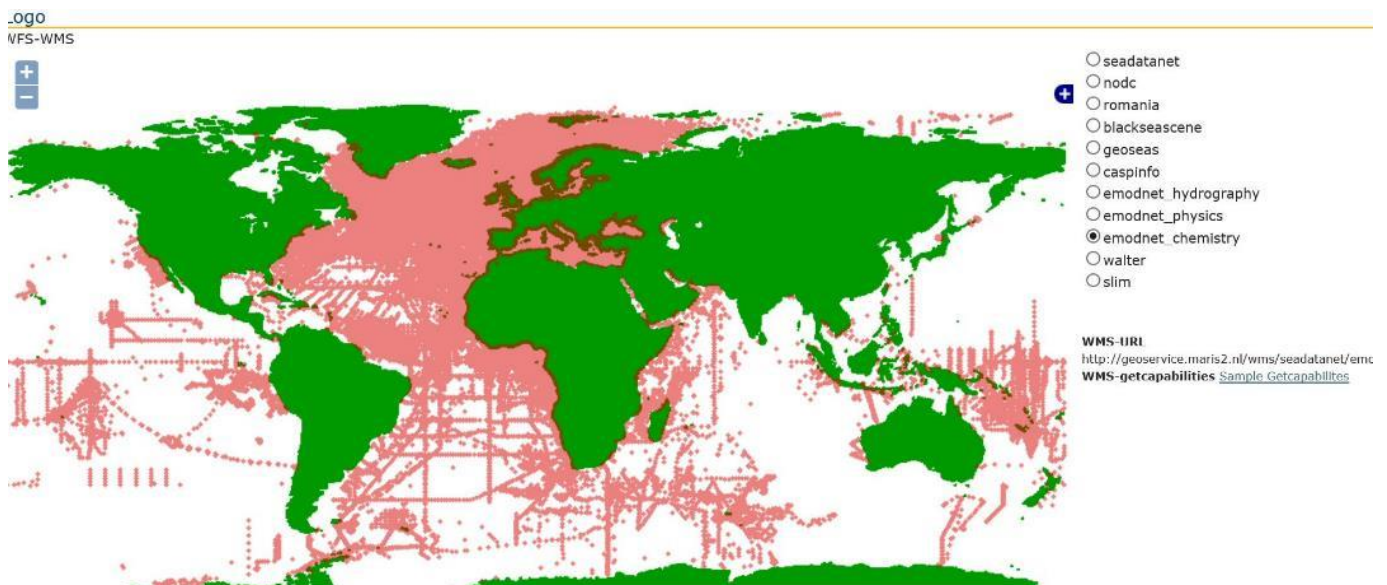 Logo
WFS-WMS
+
−
+
seadatanet
nodc
romania
blackseascene
geoseas
caspinfo
emodnet_hydrography
emodnet_physics
emodnet_chemistry
walter
slim
WMS-URL
http://geoservice.maris2.nl/wms/seadatanet/emo
WMS-getcapabilities Sample Getcapabilites